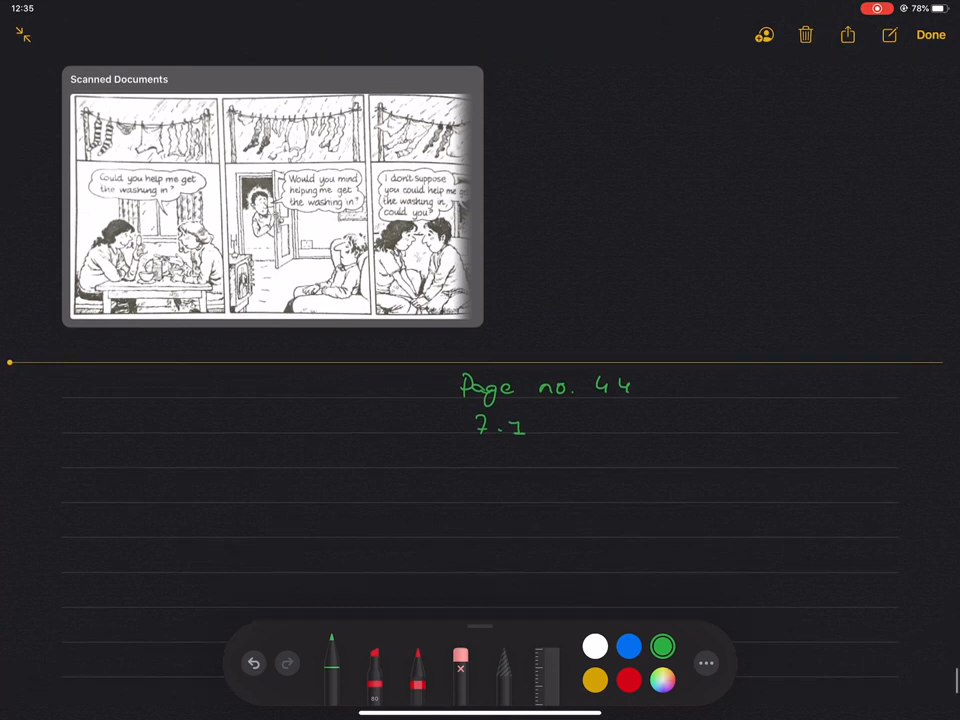 12:35
78%
Done
Scanned Documents
Could you help me get
the washing in?
Would you mind
helping me get
the washing in?
I don't suppose
you could help me
the washing in,
could you?
Page no. 44
7.1
80